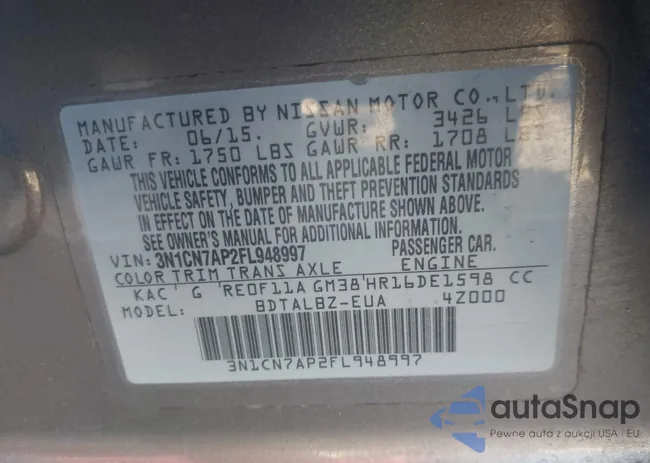 MANUFACTURED BY NISSAN MOTOR CO., LTD.
DATE: 06/15. GVWR: 3426 LBS
GAWR FR: 1750 LBS GAWR RR: 1708 LBS
THIS VEHICLE CONFORMS TO ALL APPLICABLE FEDERAL MOTOR
VEHICLE SAFETY, BUMPER AND THEFT PREVENTION STANDARDS
IN EFFECT ON THE DATE OF MANUFACTURE SHOWN ABOVE.
SEE OWNER'S MANUAL FOR ADDITIONAL INFORMATION.
VIN: 3N1CN7AP2FL948997 PASSENGER CAR.
COLOR TRIM TRANS AXLE ENGINE
KAC G RE0F11A GM38 HR16DE1598 CC
BDTALBZ-EUA 4Z000
3N1CN7AP2FL948997
autaSnap
Pewne auta z aukcji USA i EU